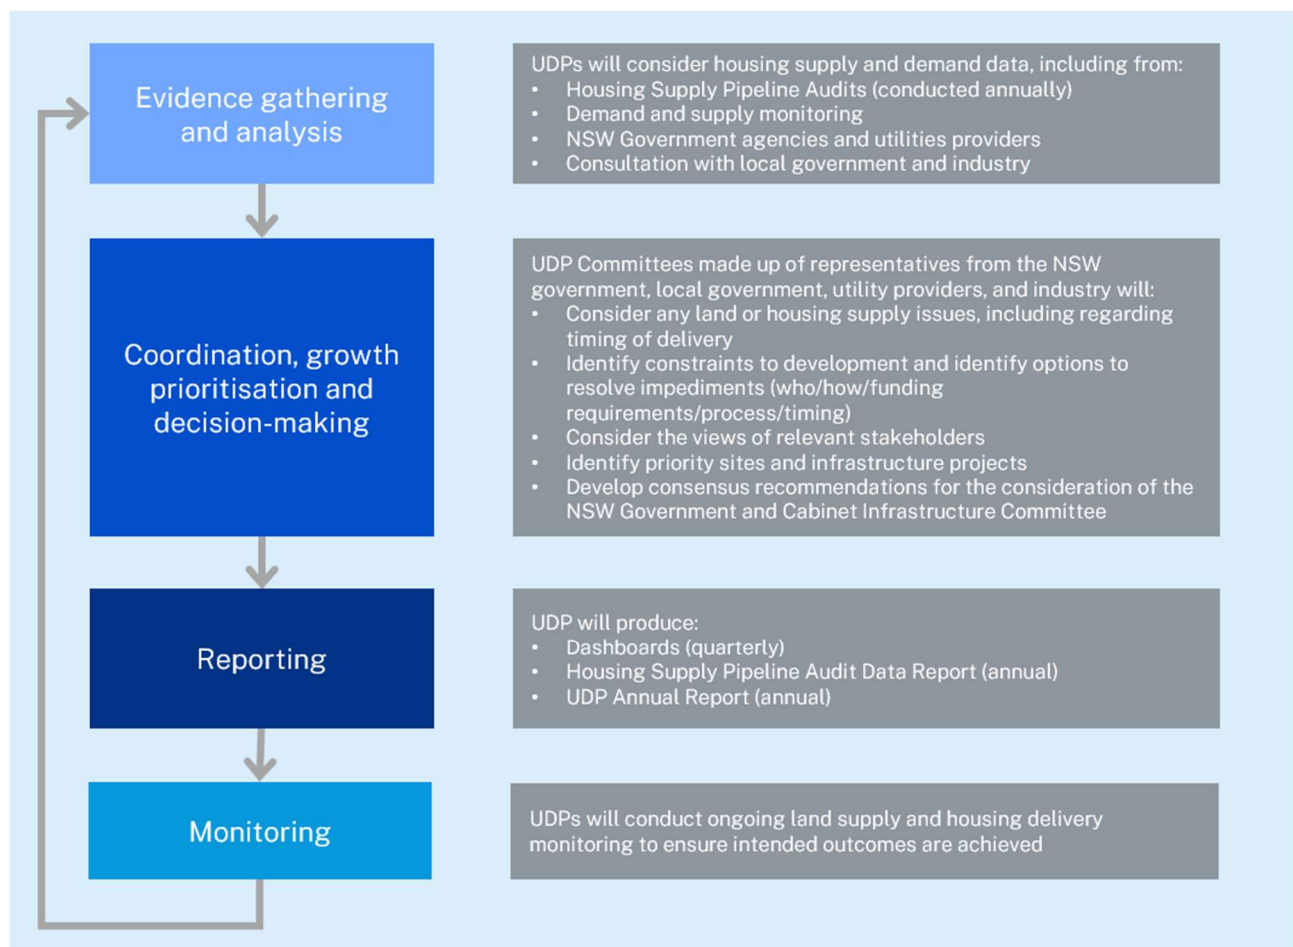 Evidence gathering
and analysis
UDPs will consider housing supply and demand data, including from:
• Housing Supply Pipeline Audits (conducted annually)
• Demand and supply monitoring
• NSW Government agencies and utilities providers
• Consultation with local government and industry
Coordination, growth
prioritisation and
decision-making
UDP Committees made up of representatives from the NSW
government, local government, utility providers, and industry will:
• Consider any land or housing supply issues, including regarding
timing of delivery
• Identify constraints to development and identify options to
resolve impediments (who/how/funding
requirements/process/timing)
• Consider the views of relevant stakeholders
• Identify priority sites and infrastructure projects
• Develop consensus recommendations for the consideration of the
NSW Government and Cabinet Infrastructure Committee
Reporting
UDP will produce:
• Dashboards (quarterly)
• Housing Supply Pipeline Audit Data Report (annual)
• UDP Annual Report (annual)
Monitoring
UDPs will conduct ongoing land supply and housing delivery
monitoring to ensure intended outcomes are achieved